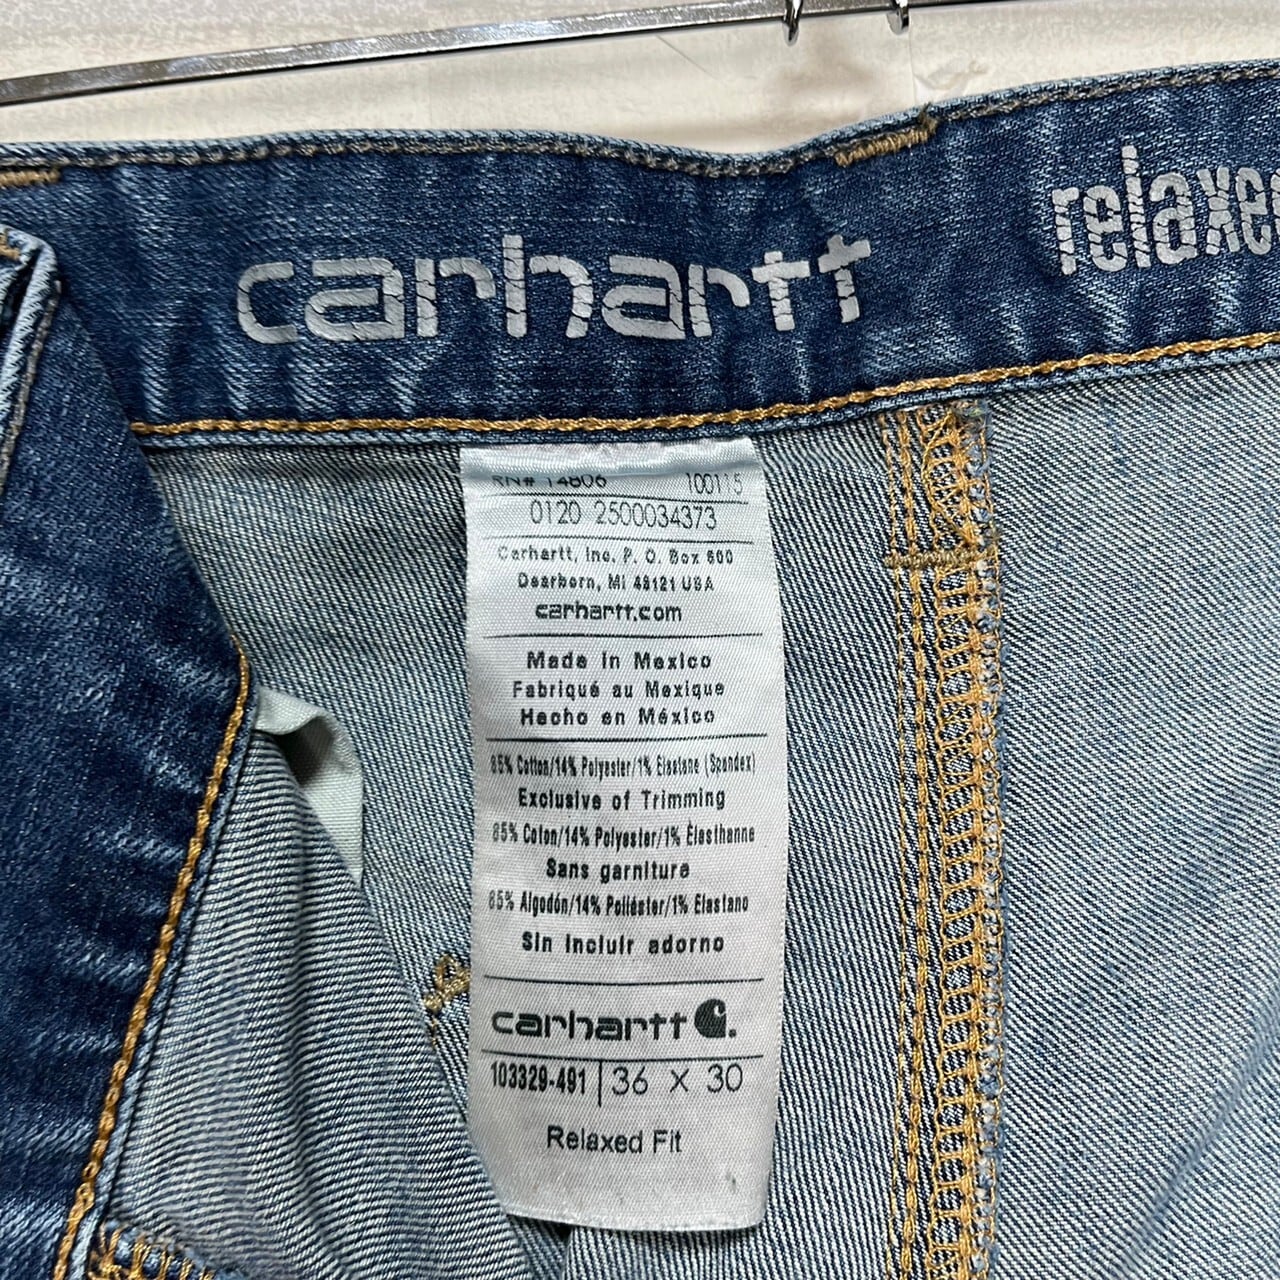 carhartt
relaxed
RN# 14806 100115
0120 2500034373
Carhartt, Inc. P. O. Box 600
Dearborn, MI 48121 USA
carhartt.com
Made in Mexico
Fabriqué au Mexique
Hecho en México
85% Cotton/14% Polyester/1% Elastane (Spandex)
Exclusive of Trimming
85% Coton/14% Polyester/1% Élasthanne
Sans garniture
85% Algodón/14% Poliéster/1% Elastano
Sin incluir adorno
carhartt
103329-491 36 X 30
Relaxed Fit